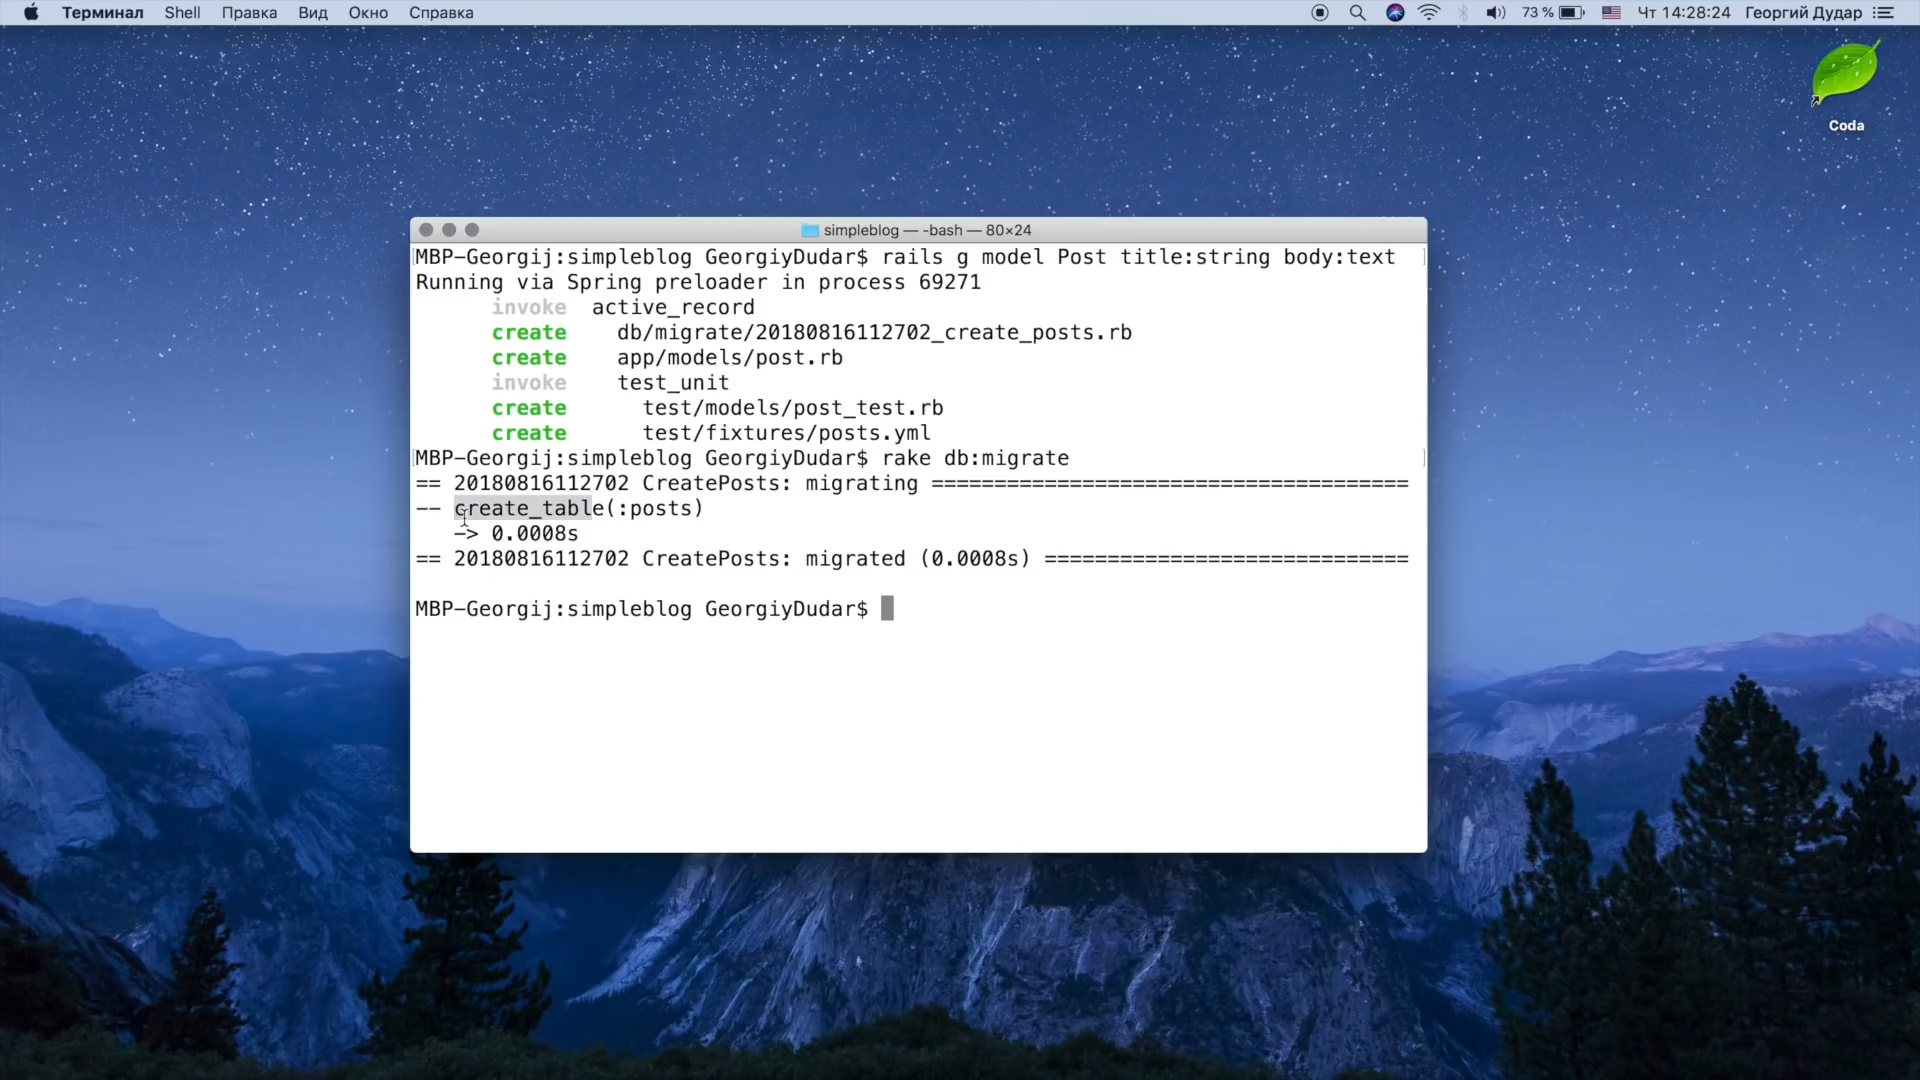 Терминал Shell Правка Вид Окно Справка 73 % Чт 14:28:24 Георгий Дудар
Coda
simpleblog — -bash — 80×24
MBP-Georgij:simpleblog GeorgiyDudar$ rails g model Post title:string body:text
Running via Spring preloader in process 69271
invoke active_record
create db/migrate/20180816112702_create_posts.rb
create app/models/post.rb
invoke test_unit
create test/models/post_test.rb
create test/fixtures/posts.yml
MBP-Georgij:simpleblog GeorgiyDudar$ rake db:migrate
== 20180816112702 CreatePosts: migrating ======================================
-- create_table(:posts)
-> 0.0008s
== 20180816112702 CreatePosts: migrated (0.0008s) =============================
MBP-Georgij:simpleblog GeorgiyDudar$